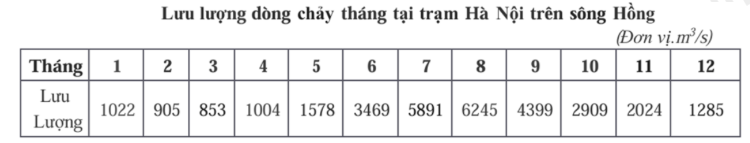 Lưu lượng dòng chảy tháng tại trạm Hà Nội trên sông Hồng
(Đơn vị.m³/s)
Tháng 1 2 3 4 5 6 7 8 9 10 11 12
Lưu Lượng 1022 905 853 1004 1578 3469 5891 6245 4399 2909 2024 1285